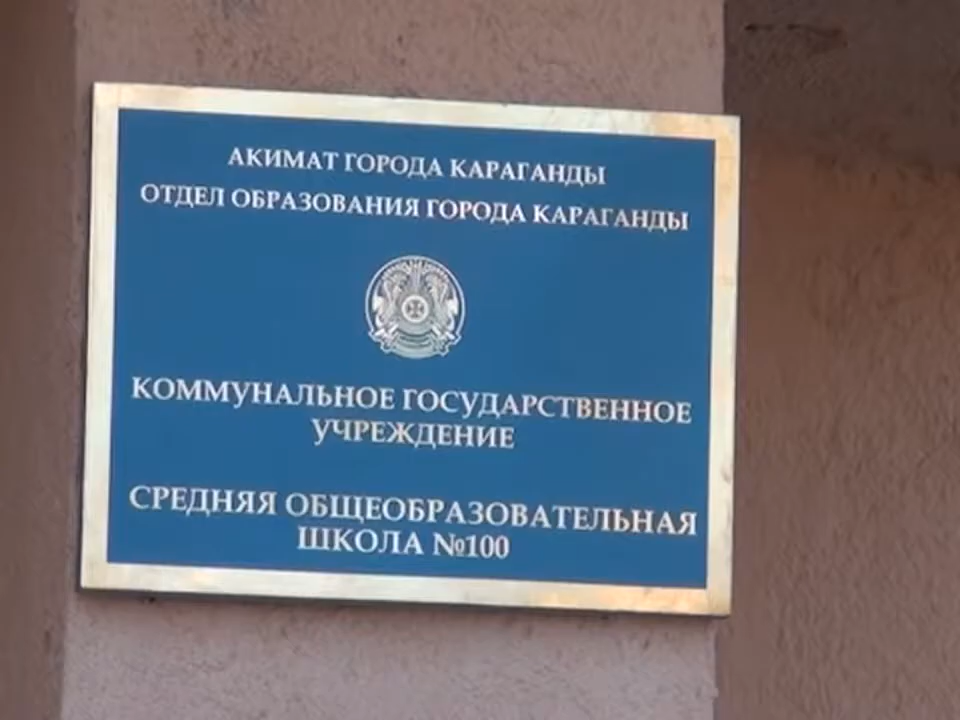 АКИМАТ ГОРОДА КАРАГАНДЫ
ОТДЕЛ ОБРАЗОВАНИЯ ГОРОДА КАРАГАНДЫ
КОММУНАЛЬНОЕ ГОСУДАРСТВЕННОЕ
УЧРЕЖДЕНИЕ
СРЕДНЯЯ ОБЩЕОБРАЗОВАТЕЛЬНАЯ
ШКОЛА №100